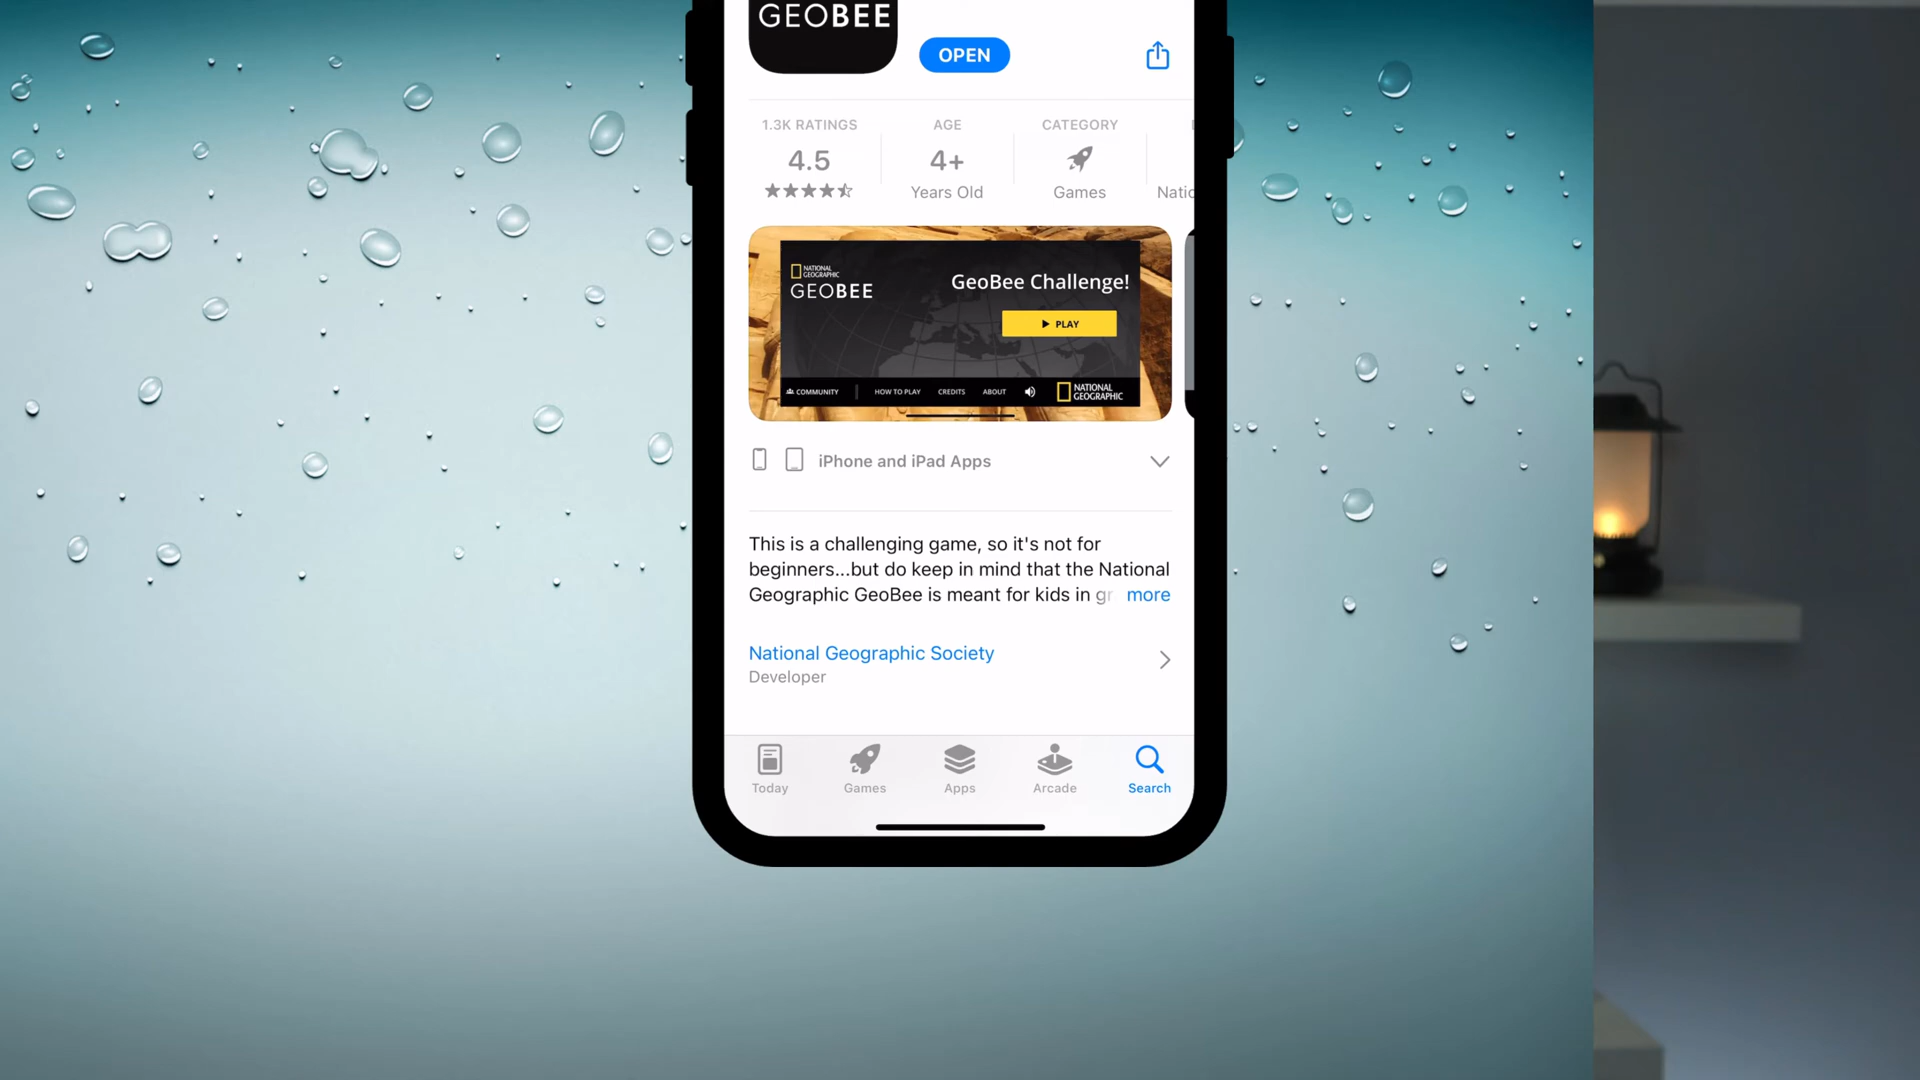 GEOBEE
OPEN
1.3K RATINGS
4.5
AGE
4+
Years Old
CATEGORY
Games
NATIONAL
GEOGRAPHIC
GEOBEE
GeoBee Challenge!
PLAY
COMMUNITY
HOW TO PLAY
CREDITS
ABOUT
NATIONAL
GEOGRAPHIC
iPhone and iPad Apps
This is a challenging game, so it's not for
beginners...but do keep in mind that the National
Geographic GeoBee is meant for kids in gr more
National Geographic Society
Developer
Today
Games
Apps
Arcade
Search